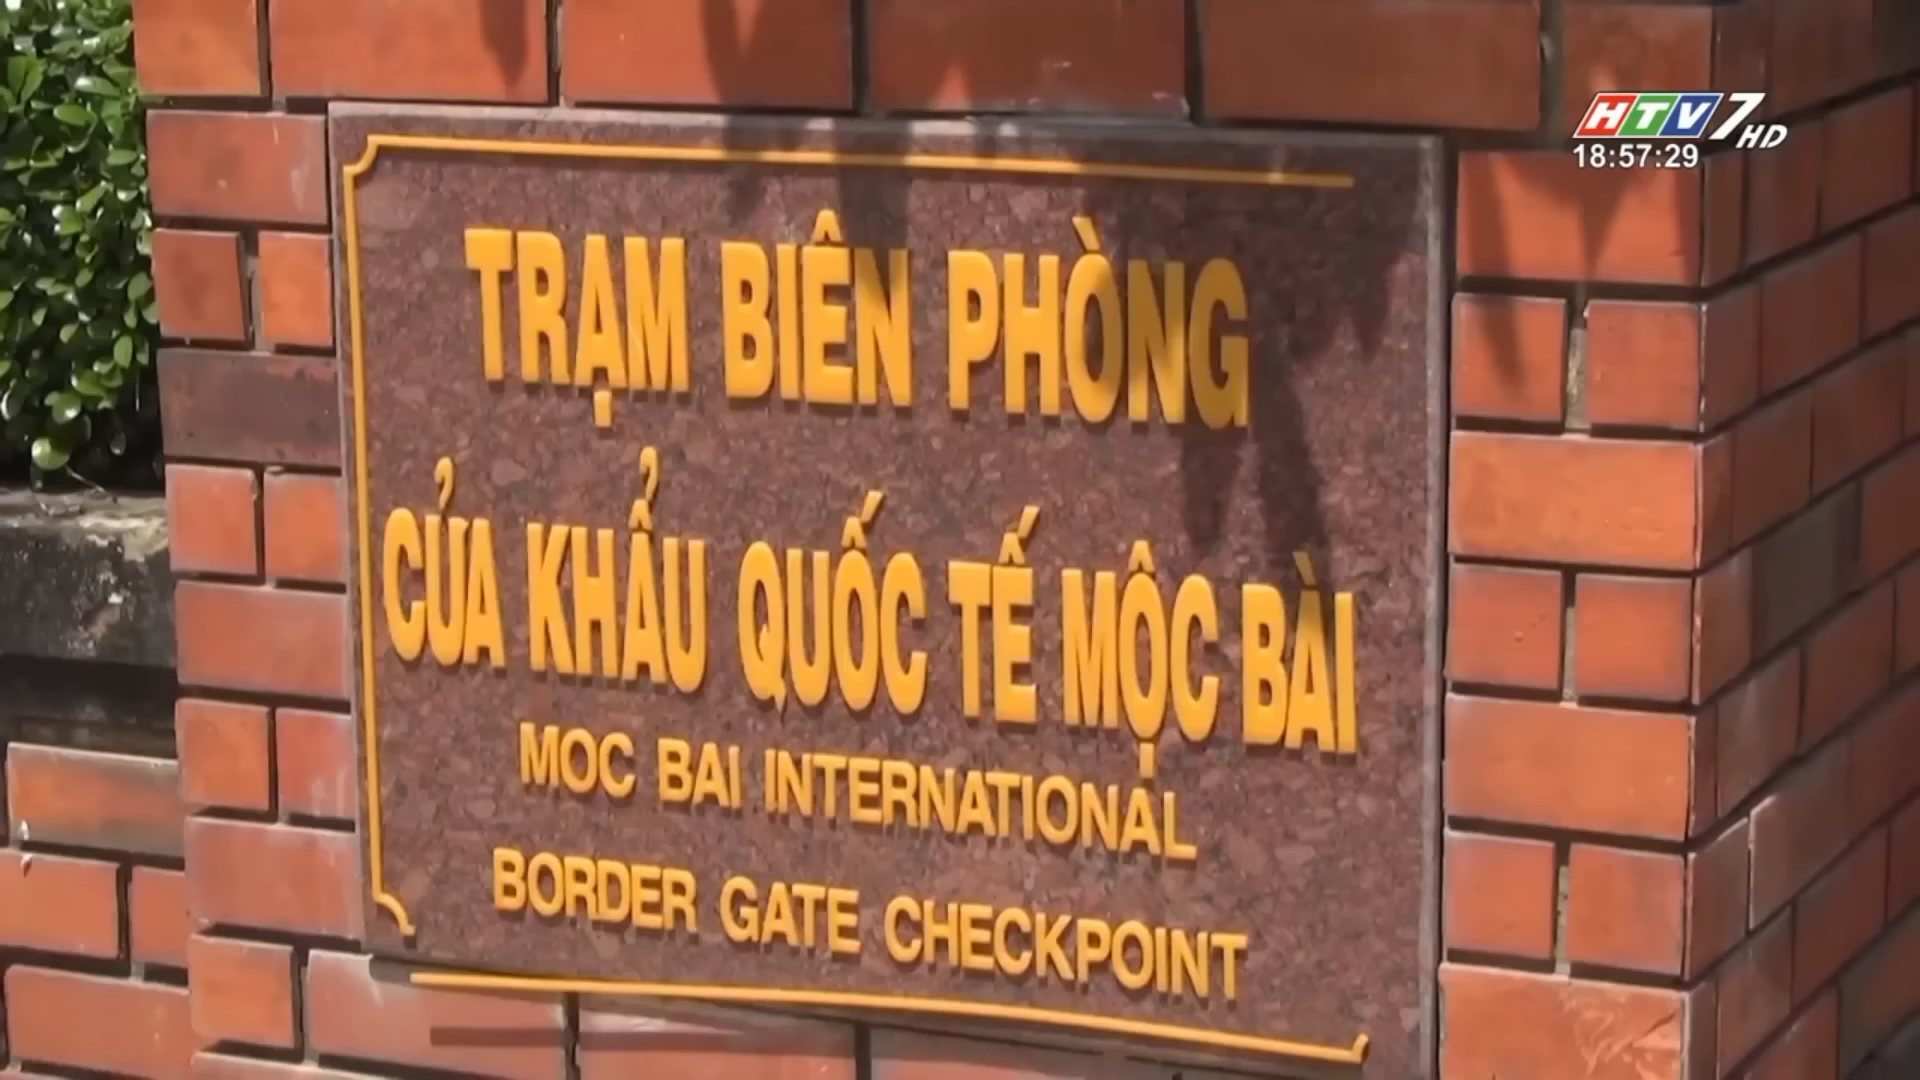 HTV7 HD
18:57:29
TRẠM BIÊN PHÒNG
CỬA KHẨU QUỐC TẾ MỘC BÀI
MOC BAI INTERNATIONAL
BORDER GATE CHECKPOINT